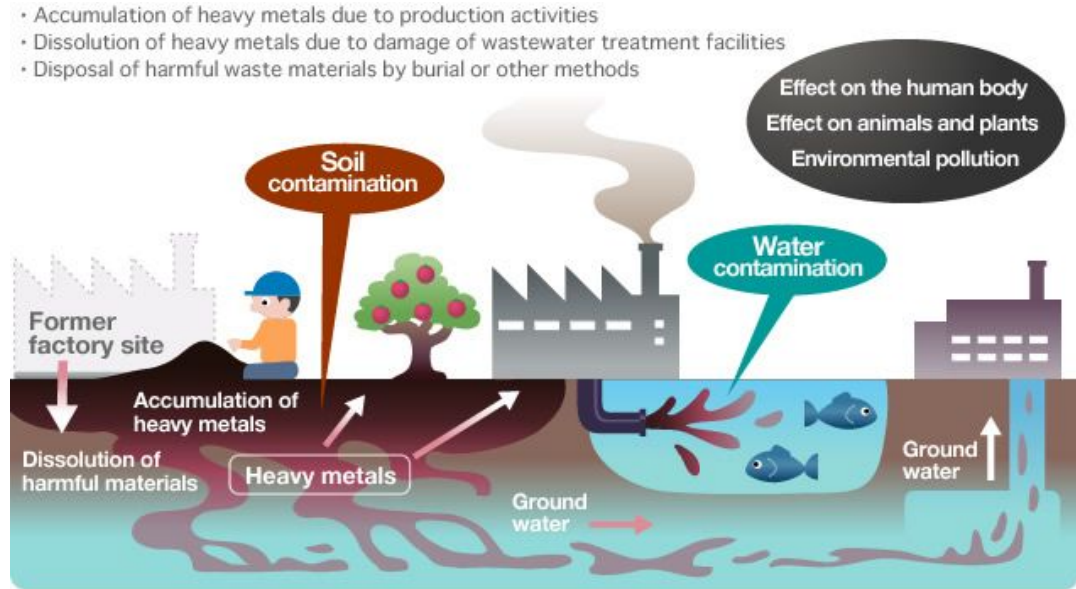 · Accumulation of heavy metals due to production activities
· Dissolution of heavy metals due to damage of wastewater treatment facilities
· Disposal of harmful waste materials by burial or other methods
Effect on the human body
Effect on animals and plants
Environmental pollution
Soil
contamination
Water
contamination
Former
factory site
Accumulation of
heavy metals
Dissolution of
harmful materials
Heavy metals
Ground
water
Ground
water